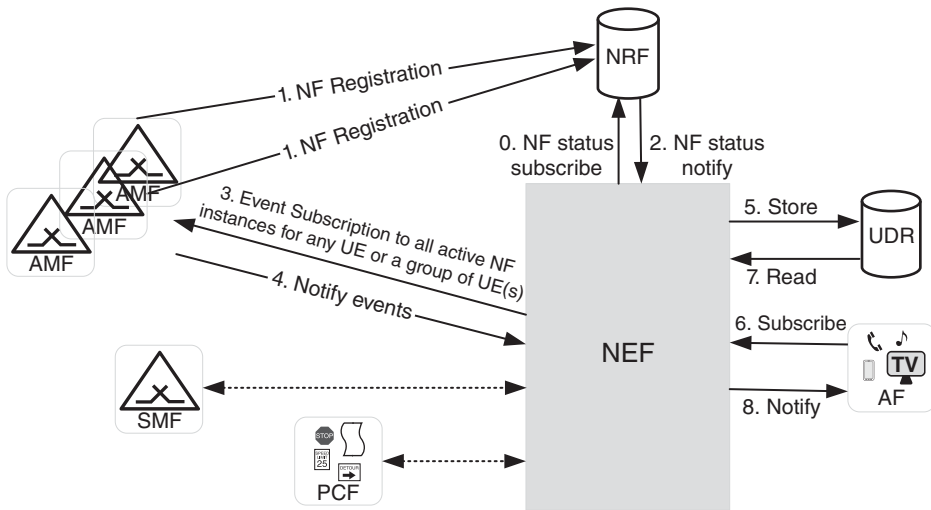 NRF
1. NF Registration
1. NF Registration
0. NF status
subscribe
2. NF status
notify
AMF
AMF
AMF
3. Event Subscription to all active NF
instances for any UE or a group of UE(s)
4. Notify events
5. Store
UDR
7. Read
6. Subscribe
NEF
TV
AF
8. Notify
SMF
STOP
SPEED
LIMIT
25
DETOUR
PCF